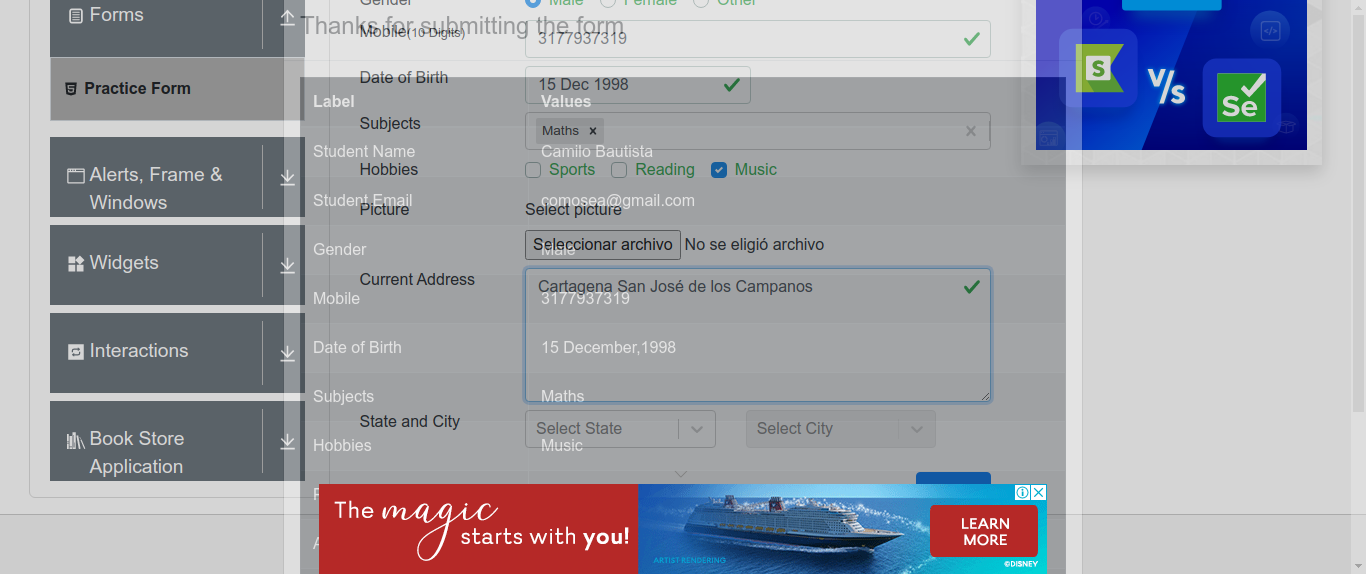 Forms
Practice Form
Alerts, Frame &
Windows
Widgets
Interactions
Book Store
Application
Gender
Male
Female
Other
Thanks for submitting the form
Mobile(10 Digits)
3177937319
Date of Birth
15 Dec 1998
Label Values
Subjects
Maths ×
Student Name Camilo Bautista
Hobbies
Sports
Reading
Music
Student Email comosea@gmail.com
Picture
Select picture
Seleccionar archivo No se eligió archivo
Gender Male
Current Address
Cartagena San José de los Campanos
Mobile 3177937319
Date of Birth 15 December,1998
Subjects Maths
State and City
Select State
Select City
Hobbies Music
The magic
starts with you!
ARTIST RENDERING
LEARN
MORE
©DISNEY
S
V/s
Se